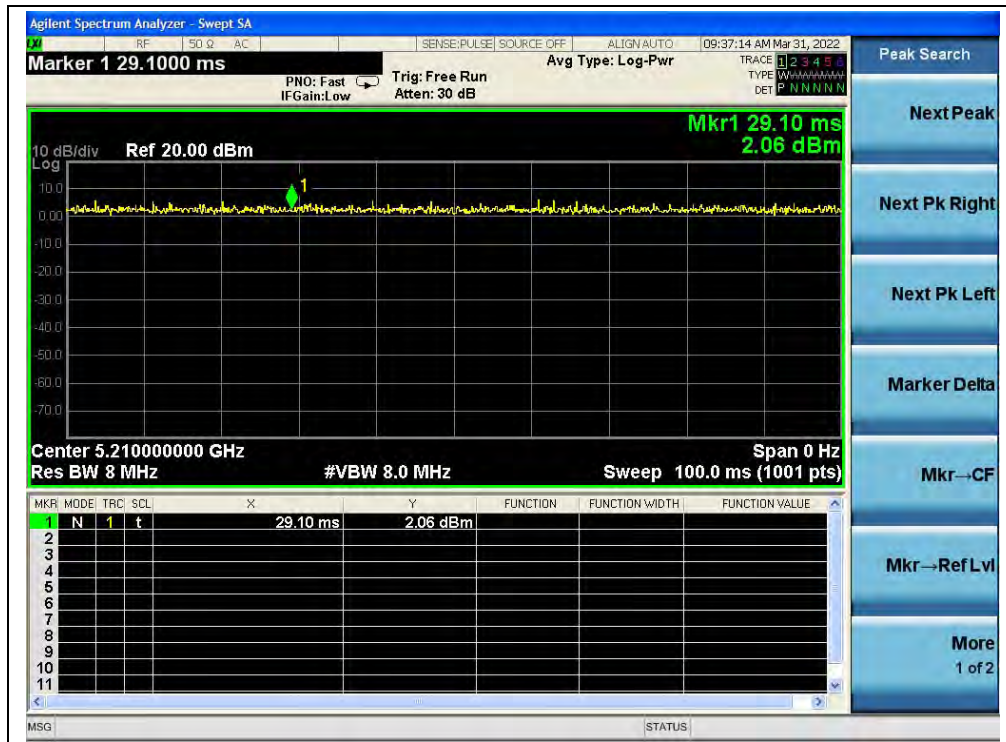 Agilent Spectrum Analyzer - Swept SA
LXI RF 50 Ω AC SENSE:PULSE SOURCE OFF ALIGN AUTO 09:37:14 AM Mar 31, 2022
Marker 1 29.1000 ms
PNO: Fast
IFGain:Low
Trig: Free Run
Atten: 30 dB
Avg Type: Log-Pwr
TRACE 1 2 3 4 5 6
TYPE
DET P N N N N N
Mkr1 29.10 ms
2.06 dBm
10 dB/div Ref 20.00 dBm
Log
10.0
1
0.00
-10.0
-20.0
-30.0
-40.0
-50.0
-60.0
-70.0
Center 5.210000000 GHz Span 0 Hz
Res BW 8 MHz #VBW 8.0 MHz Sweep 100.0 ms (1001 pts)
MKR MODE TRC SCL X Y FUNCTION FUNCTION WIDTH FUNCTION VALUE
1 N 1 t 29.10 ms 2.06 dBm
2
3
4
5
6
7
8
9
10
11
MSG STATUS
Peak Search
Next Peak
Next Pk Right
Next Pk Left
Marker Delta
Mkr→CF
Mkr→Ref Lvl
More
1 of 2